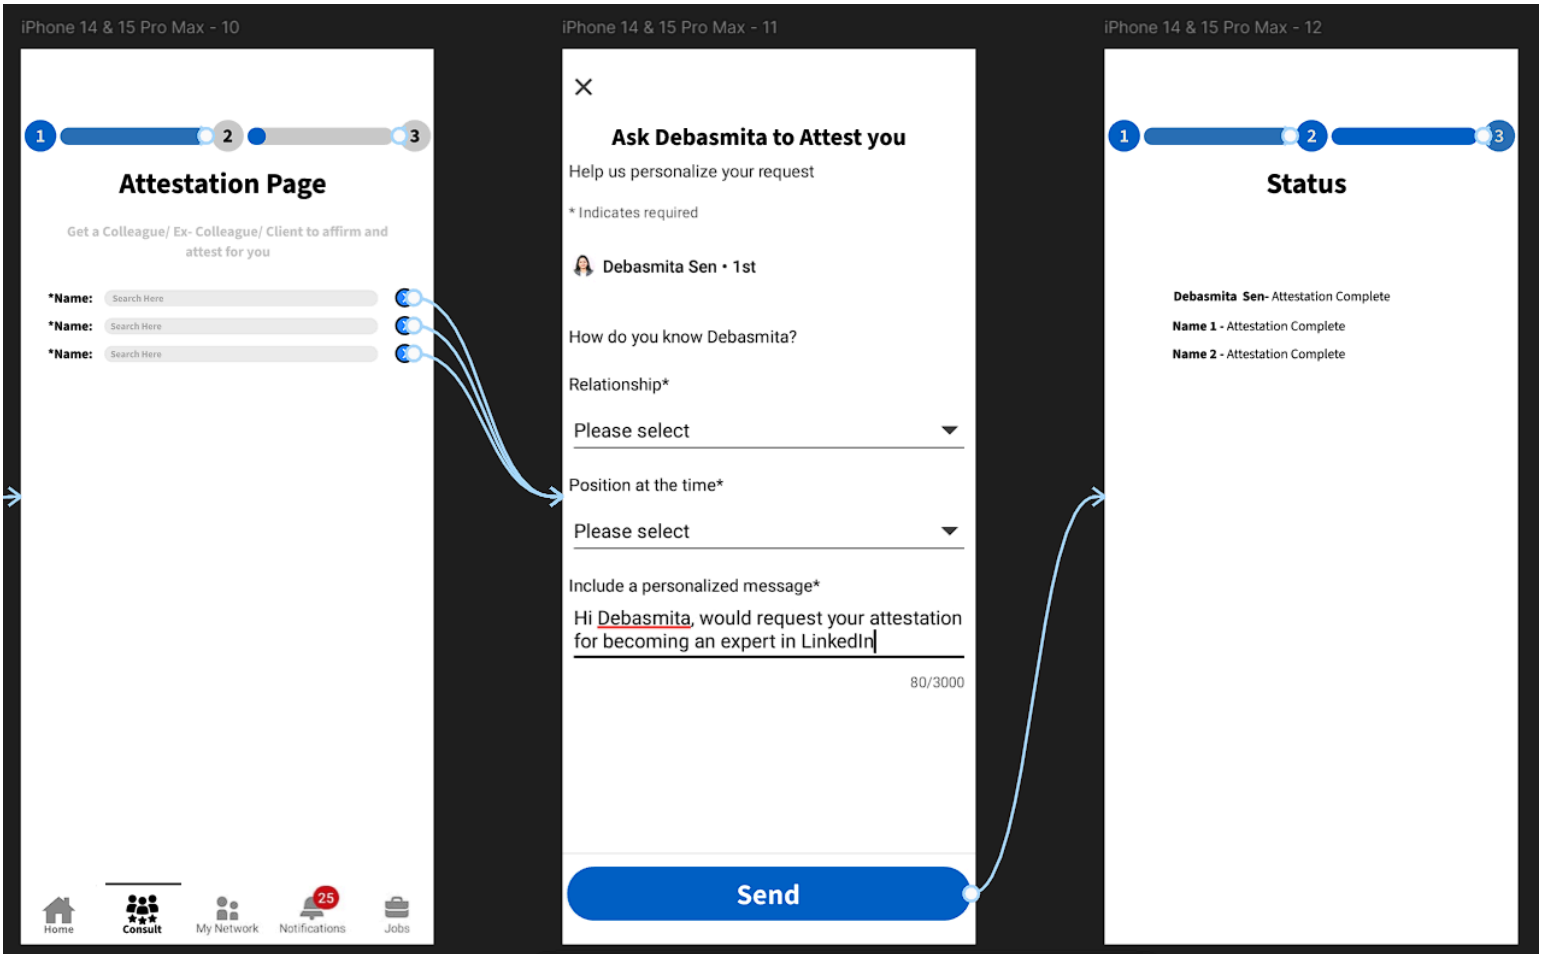 iPhone 14 & 15 Pro Max - 10
1 2 3
Attestation Page
Get a Colleague/ Ex- Colleague/ Client to affirm and
attest for you
*Name: Search Here
*Name: Search Here
*Name: Search Here
25
Home Consult My Network Notifications Jobs
iPhone 14 & 15 Pro Max - 11
Ask Debasmita to Attest you
Help us personalize your request
* Indicates required
Debasmita Sen • 1st
How do you know Debasmita?
Relationship*
Please select
Position at the time*
Please select
Include a personalized message*
Hi Debasmita, would request your attestation
for becoming an expert in LinkedIn
80/3000
Send
iPhone 14 & 15 Pro Max - 12
1 2 3
Status
Debasmita Sen- Attestation Complete
Name 1 - Attestation Complete
Name 2 - Attestation Complete